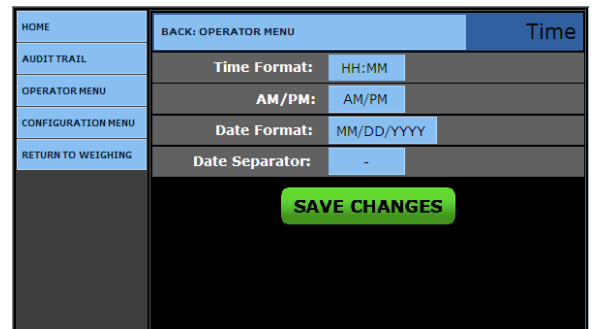 HOME
BACK: OPERATOR MENU
Time
AUDIT TRAIL
OPERATOR MENU
CONFIGURATION MENU
RETURN TO WEIGHING
Time Format: HH:MM
AM/PM: AM/PM
Date Format: MM/DD/YYYY
Date Separator: -
SAVE CHANGES